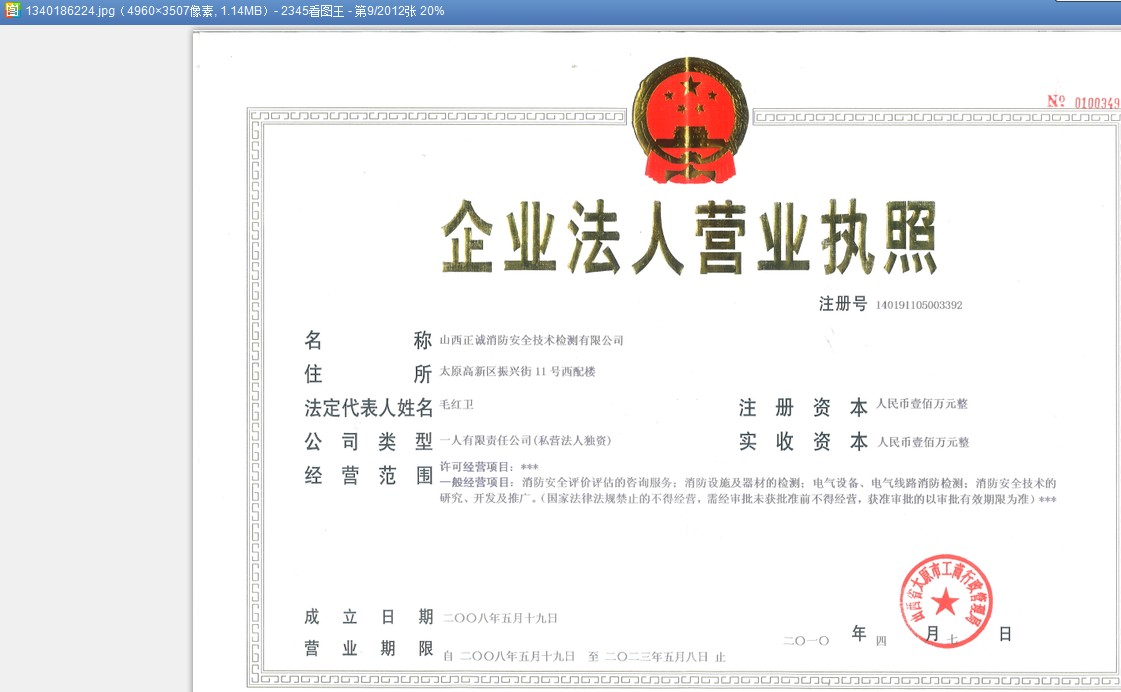 1340186224.jpg（4960×3507像素, 1.14MB）- 2345看图王 - 第9/2012张 20%
№ 0100349
企业法人营业执照
注册号 140191105003392
名称 山西正诚消防安全技术检测有限公司
住所 太原高新区振兴街 11 号西配楼
法定代表人姓名 毛红卫 注册资本 人民币壹佰万元整
公司类型 一人有限责任公司(私营法人独资) 实收资本 人民币壹佰万元整
经营范围 许可经营项目：***
一般经营项目：消防安全评价评估的咨询服务；消防设施及器材的检测；电气设备、电气线路消防检测；消防安全技术的
研究、开发及推广。（国家法律法规禁止的不得经营，需经审批未获批准前不得经营，获准审批的以审批有效期限为准）***
山西省太原市工商行政管理局
成立日期 二〇〇八年五月十九日
二〇一〇 年 四 月 七 日
营业期限 自 二〇〇八年五月十九日 至 二〇二三年五月八日 止